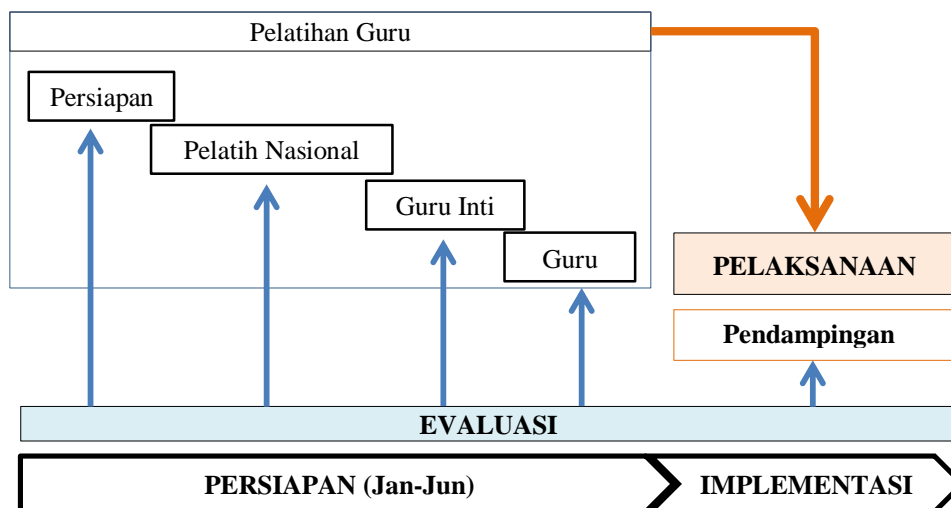 Pelatihan Guru
Persiapan
Pelatih Nasional
Guru Inti
Guru
PELAKSANAAN
Pendampingan
EVALUASI
PERSIAPAN (Jan-Jun)
IMPLEMENTASI